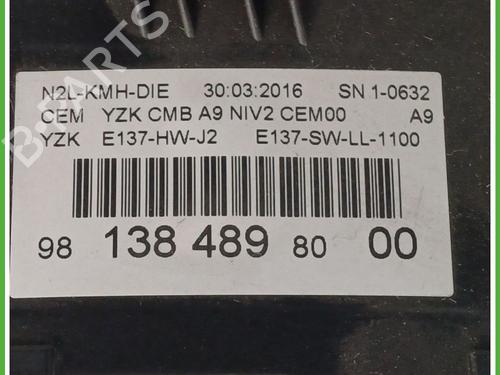 N2L-KMH-DIE 30:03:2016 SN 1-0632
CEM YZK CMB A9 NIV2 CEM00 A9
YZK E137-HW-J2 E137-SW-LL-1100
98 138 489 80 00
B-PARTS